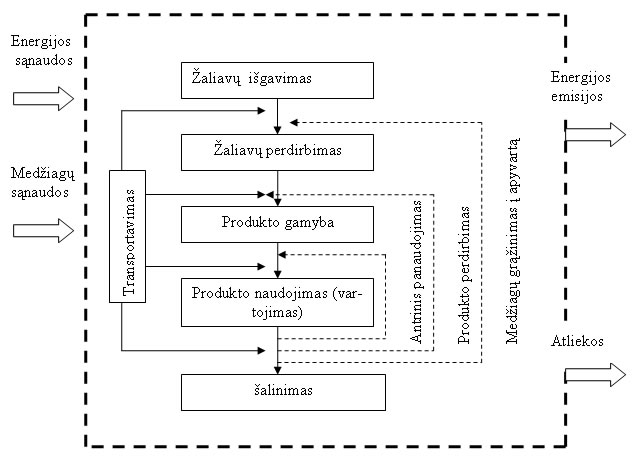 Energijos
sąnaudos
Medžiagų
sąnaudos
Žaliavų išgavimas
Žaliavų perdirbimas
Produkto gamyba
Produkto naudojimas (var-
tojimas)
šalinimas
Transportavimas
Antrinis panaudojimas
Produkto perdirbimas
Medžiagų grąžinimas į apyvartą
Energijos
emisijos
Atliekos